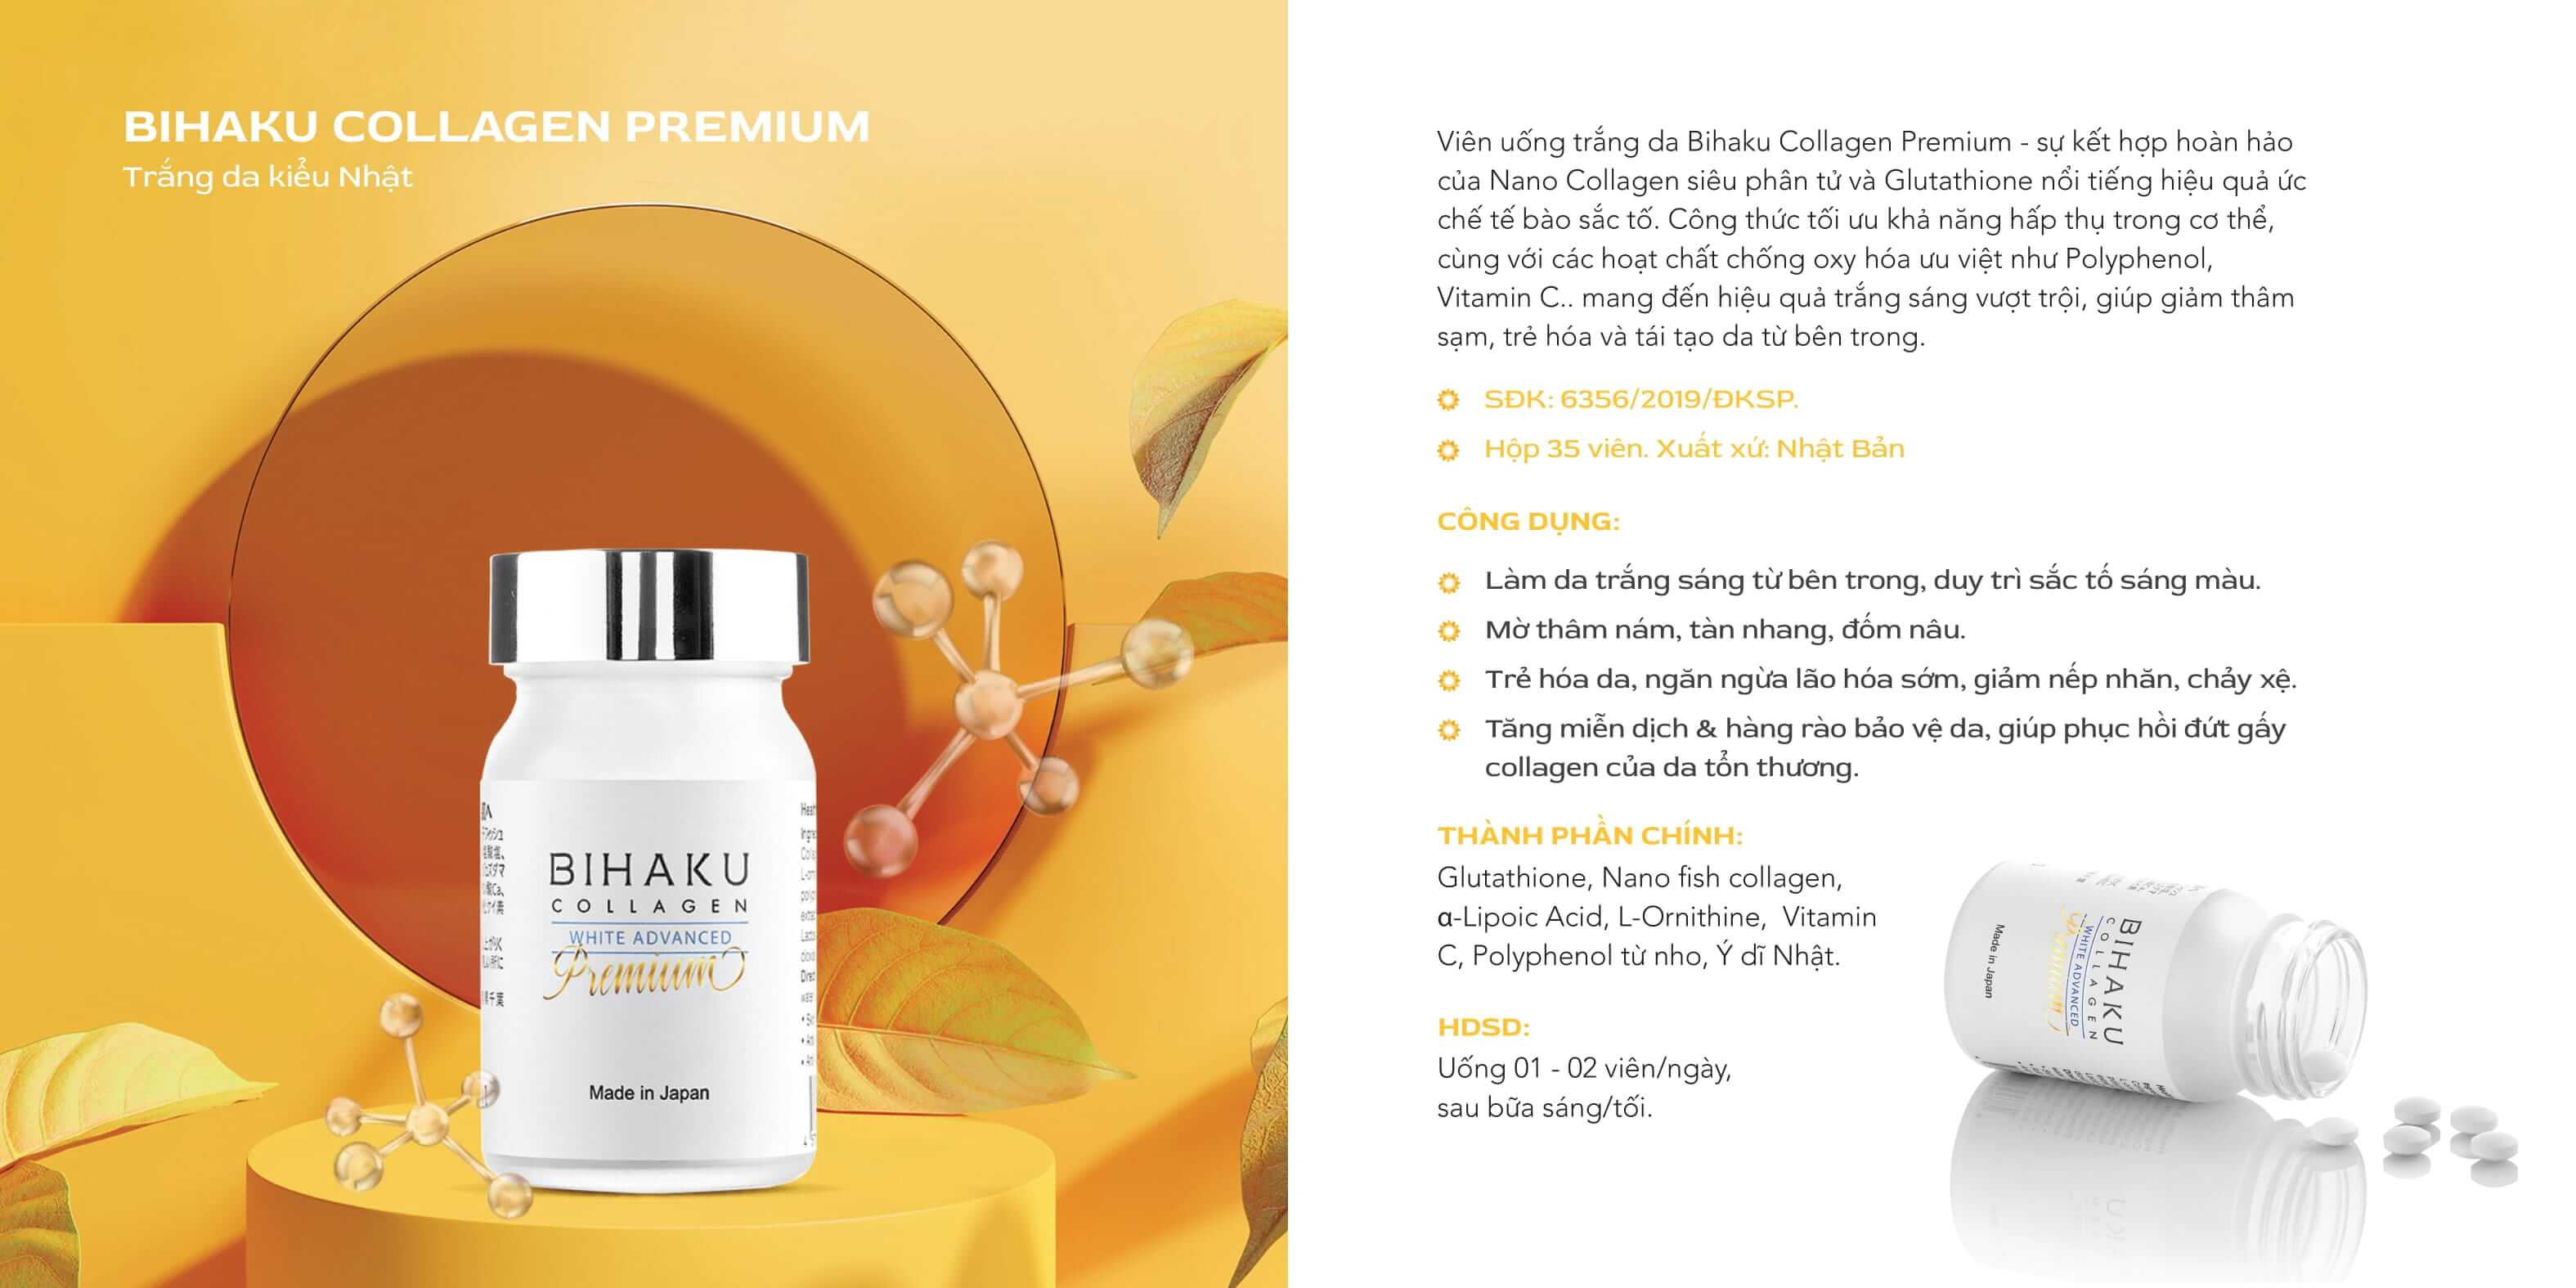 BIHAKU COLLAGEN PREMIUM
Trắng da kiểu Nhật
BIHAKU
COLLAGEN
WHITE ADVANCED
Premium
Made in Japan
Viên uống trắng da Bihaku Collagen Premium - sự kết hợp hoàn hảo
của Nano Collagen siêu phân tử và Glutathione nổi tiếng hiệu quả ức
chế tế bào sắc tố. Công thức tối ưu khả năng hấp thụ trong cơ thể,
cùng với các hoạt chất chống oxy hóa ưu việt như Polyphenol,
Vitamin C.. mang đến hiệu quả trắng sáng vượt trội, giúp giảm thâm
sạm, trẻ hóa và tái tạo da từ bên trong.
SĐK: 6356/2019/ĐKSP.
Hộp 35 viên. Xuất xứ: Nhật Bản
CÔNG DỤNG:
Làm da trắng sáng từ bên trong, duy trì sắc tố sáng màu.
Mờ thâm nám, tàn nhang, đốm nâu.
Trẻ hóa da, ngăn ngừa lão hóa sớm, giảm nếp nhăn, chảy xệ.
Tăng miễn dịch & hàng rào bảo vệ da, giúp phục hồi đứt gấy
collagen của da tổn thương.
THÀNH PHẦN CHÍNH:
Glutathione, Nano fish collagen,
α-Lipoic Acid, L-Ornithine, Vitamin
C, Polyphenol từ nho, Ý dĩ Nhật.
HDSD:
Uống 01 - 02 viên/ngày,
sau bữa sáng/tối.
BIHAKU
COLLAGEN
WHITE ADVANCED
Premium
Made in Japan